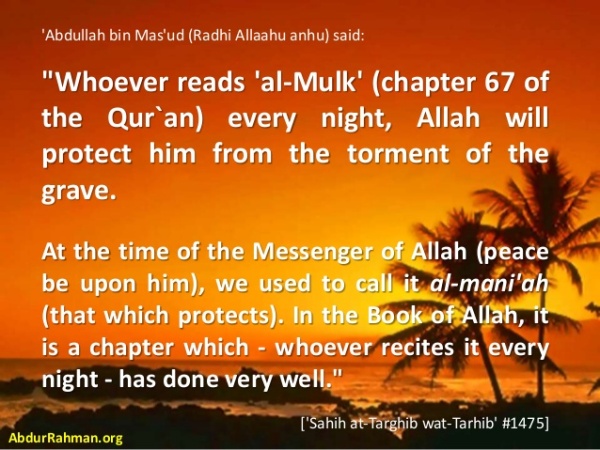 'Abdullah bin Mas'ud (Radhi Allaahu anhu) said:
"Whoever reads 'al-Mulk' (chapter 67 of
the Qur`an) every night, Allah will
protect him from the torment of the
grave.
At the time of the Messenger of Allah (peace
be upon him), we used to call it al-mani'ah
(that which protects). In the Book of Allah, it
is a chapter which - whoever recites it every
night - has done very well."
['Sahih at-Targhib wat-Tarhib' #1475]
AbdurRahman.org